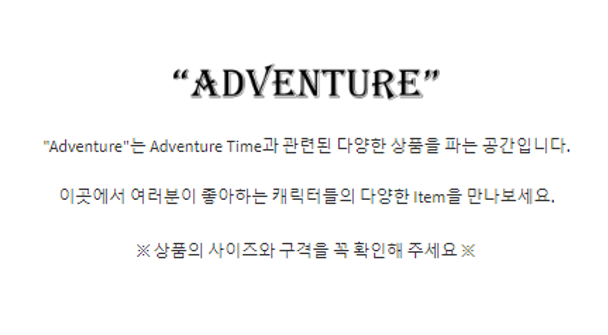 “ADVENTURE”
"Adventure"는 Adventure Time과 관련된 다양한 상품을 파는 공간입니다.
이곳에서 여러분이 좋아하는 캐릭터들의 다양한 Item을 만나보세요.
※ 상품의 사이즈와 구격을 꼭 확인해 주세요 ※